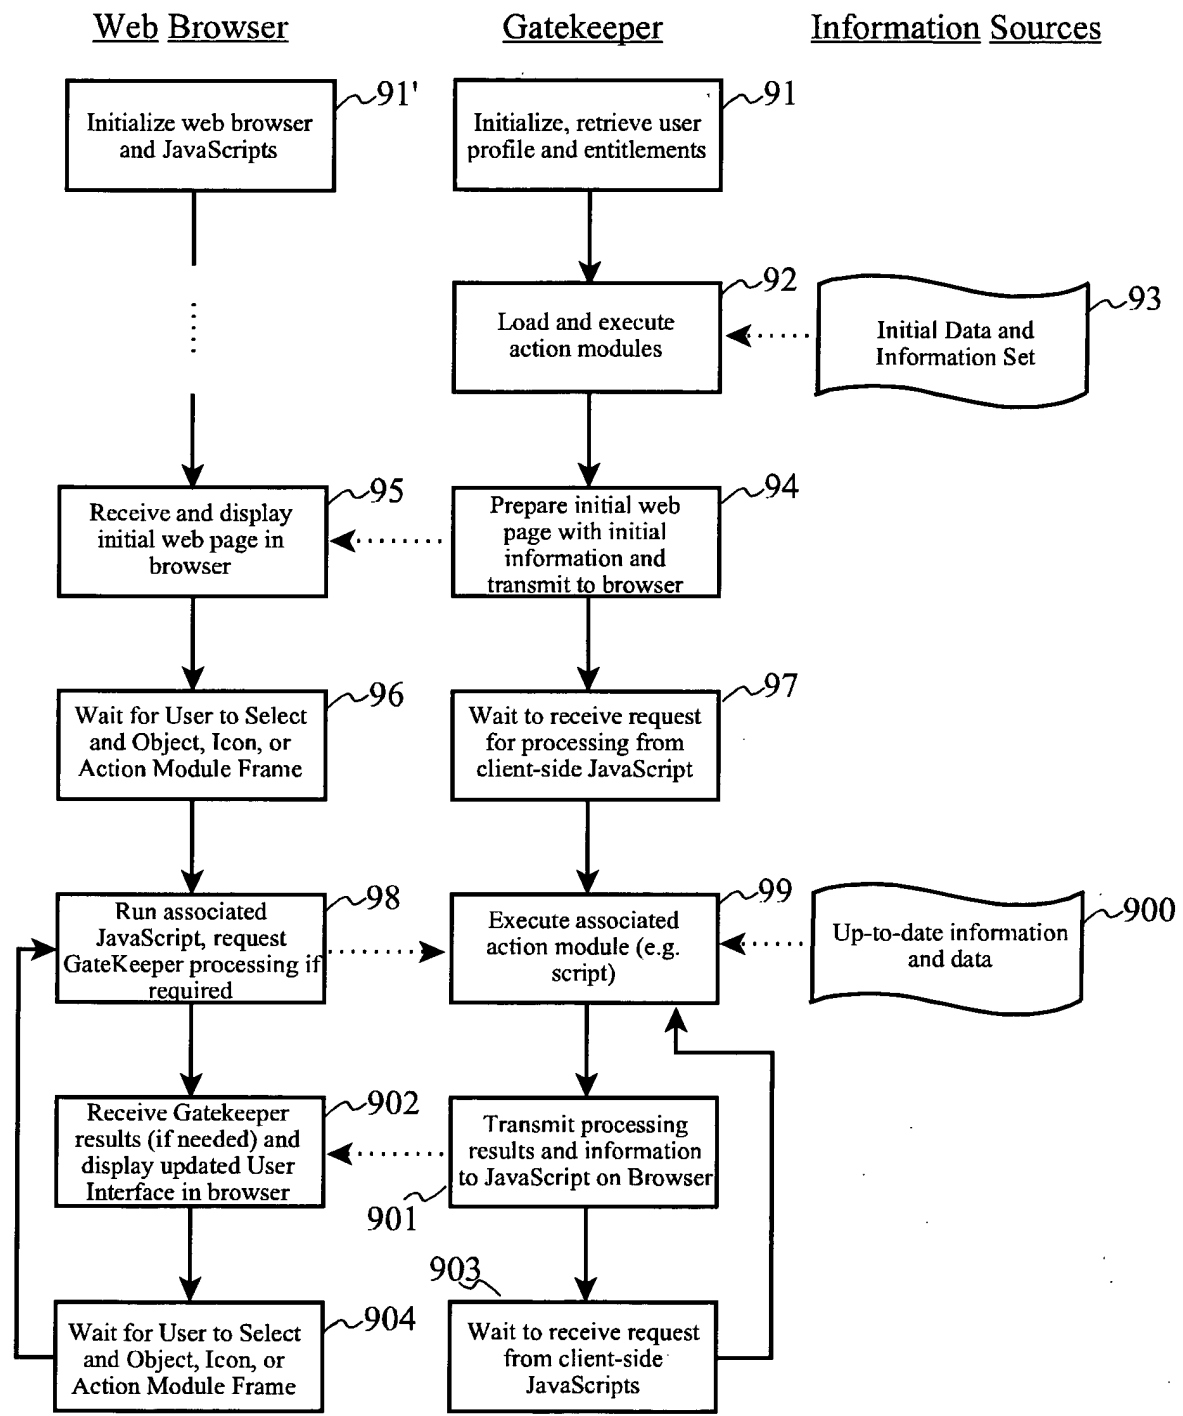 Web Browser
Gatekeeper
Information Sources
91'
Initialize web browser
and JavaScripts
91
Initialize, retrieve user
profile and entitlements
92
Load and execute
action modules
93
Initial Data and
Information Set
95
Receive and display
initial web page in
browser
94
Prepare initial web
page with initial
information and
transmit to browser
96
Wait for User to Select
and Object, Icon, or
Action Module Frame
97
Wait to receive request
for processing from
client-side JavaScript
98
Run associated
JavaScript, request
GateKeeper processing if
required
99
Execute associated
action module (e.g.
script)
900
Up-to-date information
and data
902
Receive Gatekeeper
results (if needed) and
display updated User
Interface in browser
901
Transmit processing
results and information
to JavaScript on Browser
904
Wait for User to Select
and Object, Icon, or
Action Module Frame
903
Wait to receive request
from client-side
JavaScripts